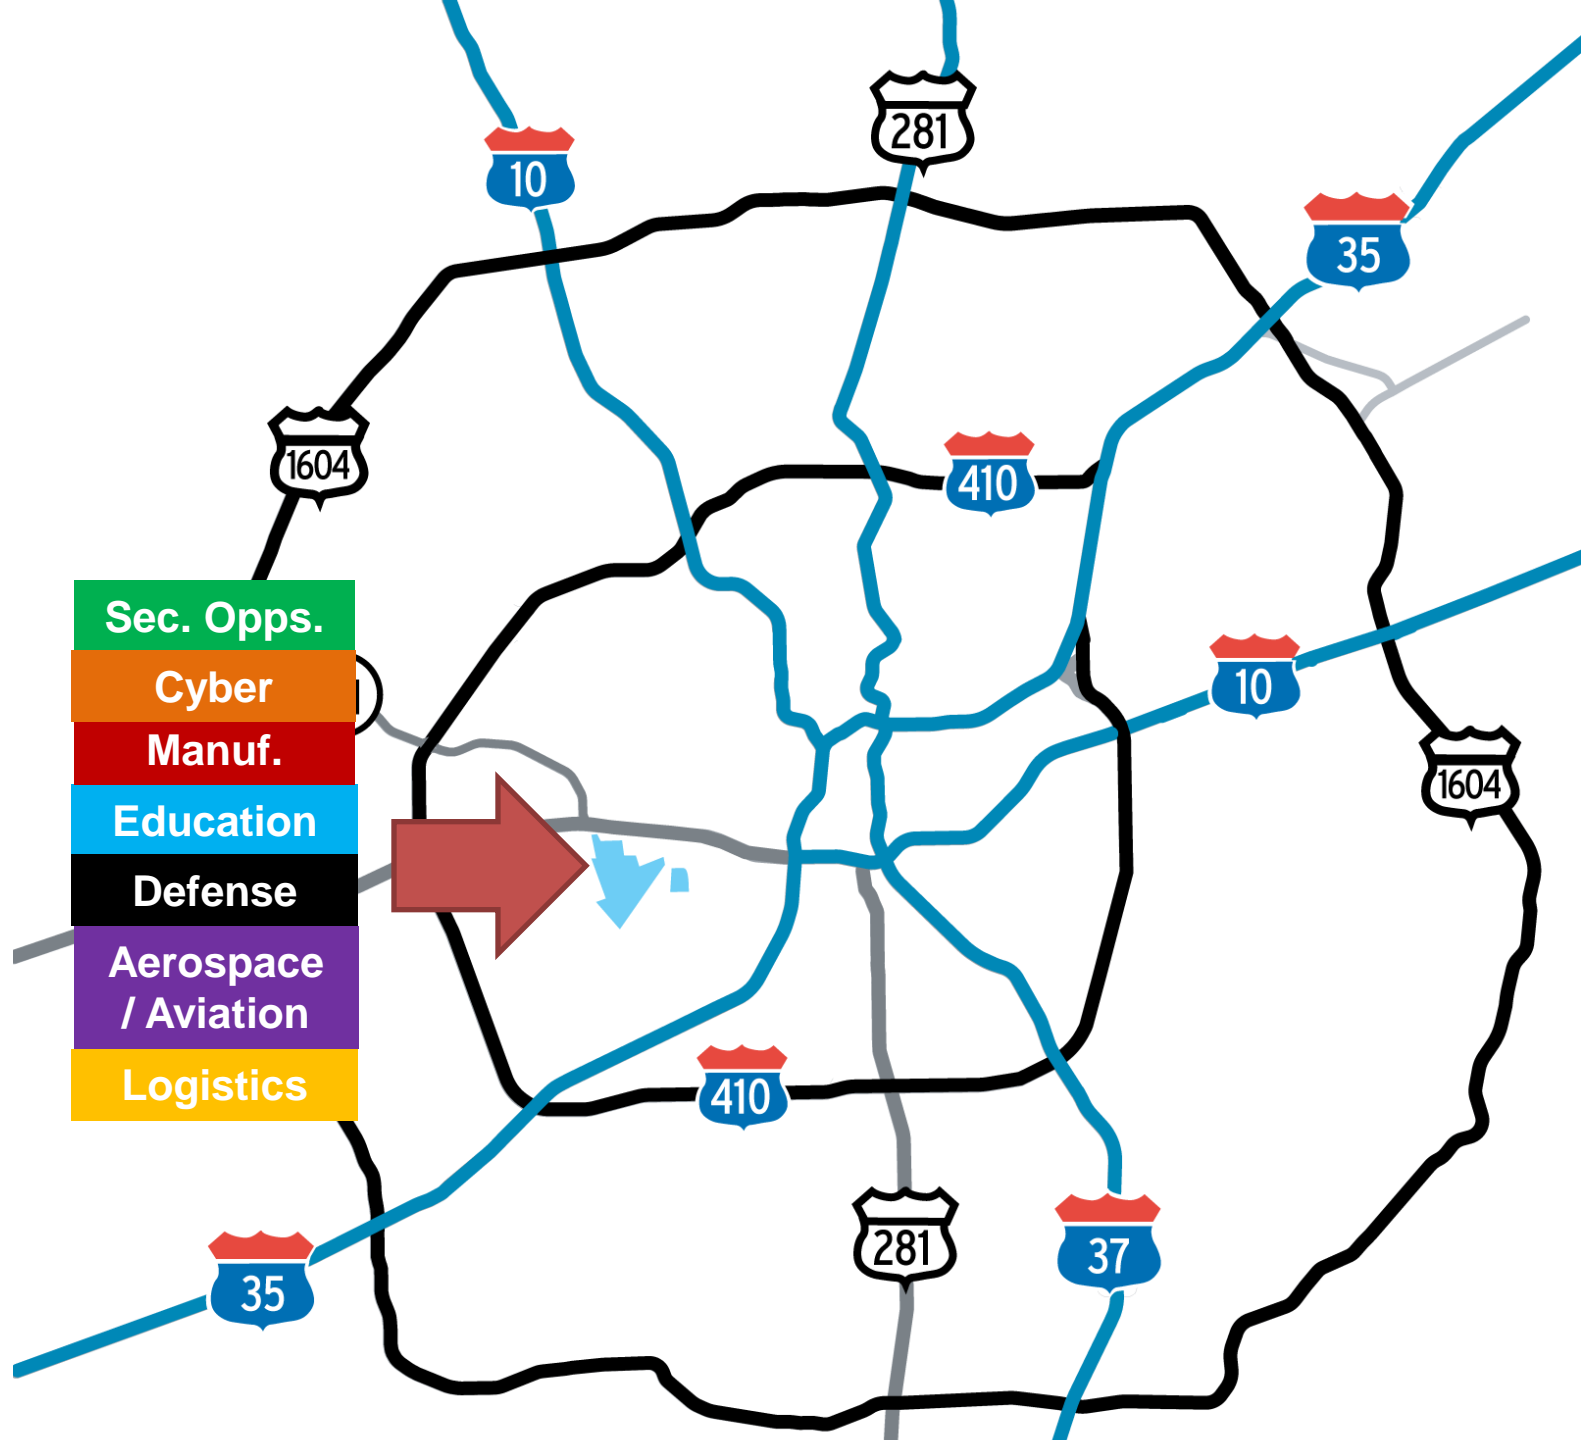 281
10
35
1604
410
Sec. Opps.
10
Cyber
Manuf.
1604
Education
Defense
Aerospace
/ Aviation
Logistics
410
281
37
35